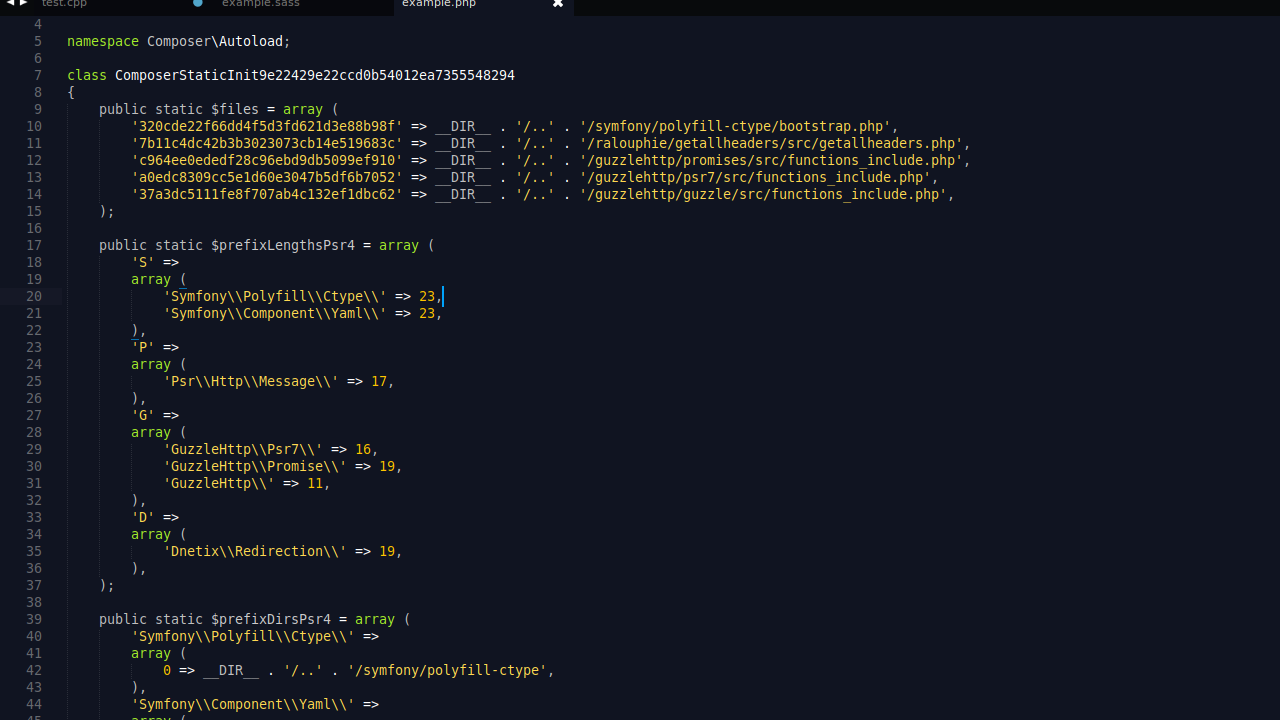 test.cpp example.sass example.php
4
5 namespace Composer\Autoload;
6
7 class ComposerStaticInit9e22429e22ccd0b54012ea7355548294
8 {
9 public static $files = array (
10 '320cde22f66dd4f5d3fd621d3e88b98f' => __DIR__ . '/..' . '/symfony/polyfill-ctype/bootstrap.php',
11 '7b11c4dc42b3b3023073cb14e519683c' => __DIR__ . '/..' . '/ralouphie/getallheaders/src/getallheaders.php',
12 'c964ee0ededf28c96ebd9db5099ef910' => __DIR__ . '/..' . '/guzzlehttp/promises/src/functions_include.php',
13 'a0edc8309cc5e1d60e3047b5df6b7052' => __DIR__ . '/..' . '/guzzlehttp/psr7/src/functions_include.php',
14 '37a3dc5111fe8f707ab4c132ef1dbc62' => __DIR__ . '/..' . '/guzzlehttp/guzzle/src/functions_include.php',
15 );
16
17 public static $prefixLengthsPsr4 = array (
18 'S' =>
19 array (
20 'Symfony\\Polyfill\\Ctype\\' => 23,
21 'Symfony\\Component\\Yaml\\' => 23,
22 ),
23 'P' =>
24 array (
25 'Psr\\Http\\Message\\' => 17,
26 ),
27 'G' =>
28 array (
29 'GuzzleHttp\\Psr7\\' => 16,
30 'GuzzleHttp\\Promise\\' => 19,
31 'GuzzleHttp\\' => 11,
32 ),
33 'D' =>
34 array (
35 'Dnetix\\Redirection\\' => 19,
36 ),
37 );
38
39 public static $prefixDirsPsr4 = array (
40 'Symfony\\Polyfill\\Ctype\\' =>
41 array (
42 0 => __DIR__ . '/..' . '/symfony/polyfill-ctype',
43 ),
44 'Symfony\\Component\\Yaml\\' =>
45 array (